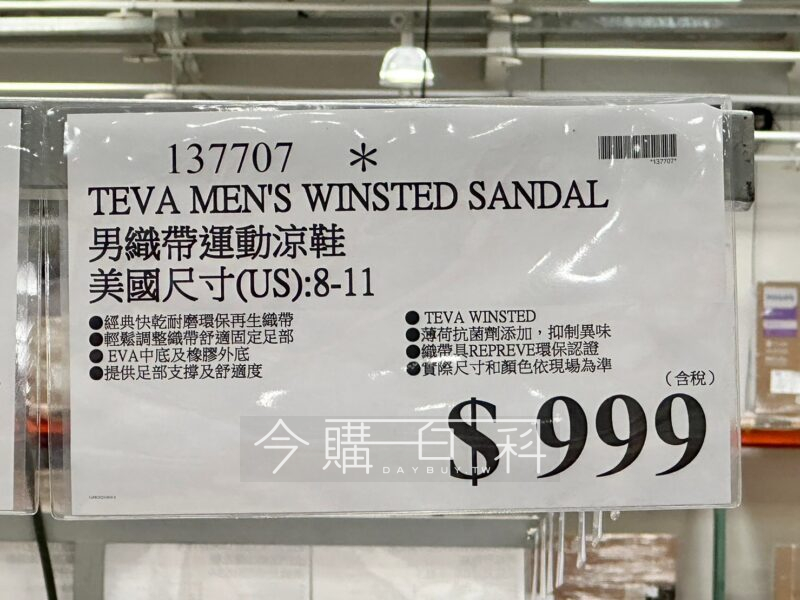 137707 *
*137707*
TEVA MEN'S WINSTED SANDAL
男織帶運動涼鞋
美國尺寸(US):8-11
●經典快乾耐磨環保再生織帶
●輕鬆調整織帶舒適固定足部
●EVA中底及橡膠外底
●提供足部支撐及舒適度
●TEVA WINSTED
●薄荷抗菌劑添加，抑制異味
●織帶具REPREVE環保認證
●實際尺寸和顏色依現場為準
（含稅）
$ 999
今購百科
DAYBUY.TW
PHILIPS